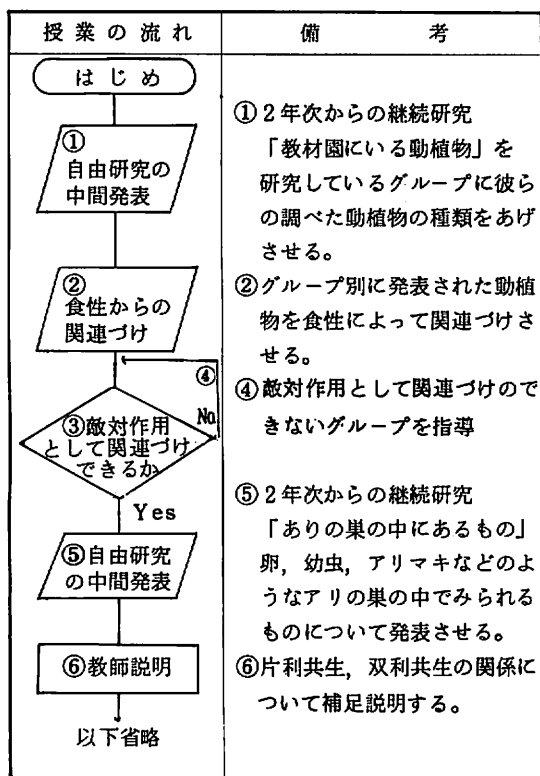 授業の流れ
備考
はじめ
①
自由研究の
中間発表
②
食性からの
関連づけ
④
No
③敵対作用
として関連づけ
できるか
Yes
⑤自由研究
の中間発表
⑥教師説明
以下省略
①2年次からの継続研究
「教材園にいる動植物」を
研究しているグループに彼ら
の調べた動植物の種類をあげ
させる。
②グループ別に発表された動植
物を食性によって関連づけさ
せる。
④敵対作用として関連づけので
きないグループを指導
⑤2年次からの継続研究
「ありの巣の中にあるもの」
卵，幼虫，アリマキなどのよ
うなアリの巣の中でみられる
ものについて発表させる。
⑥片利共生，双利共生の関係に
ついて補足説明する。